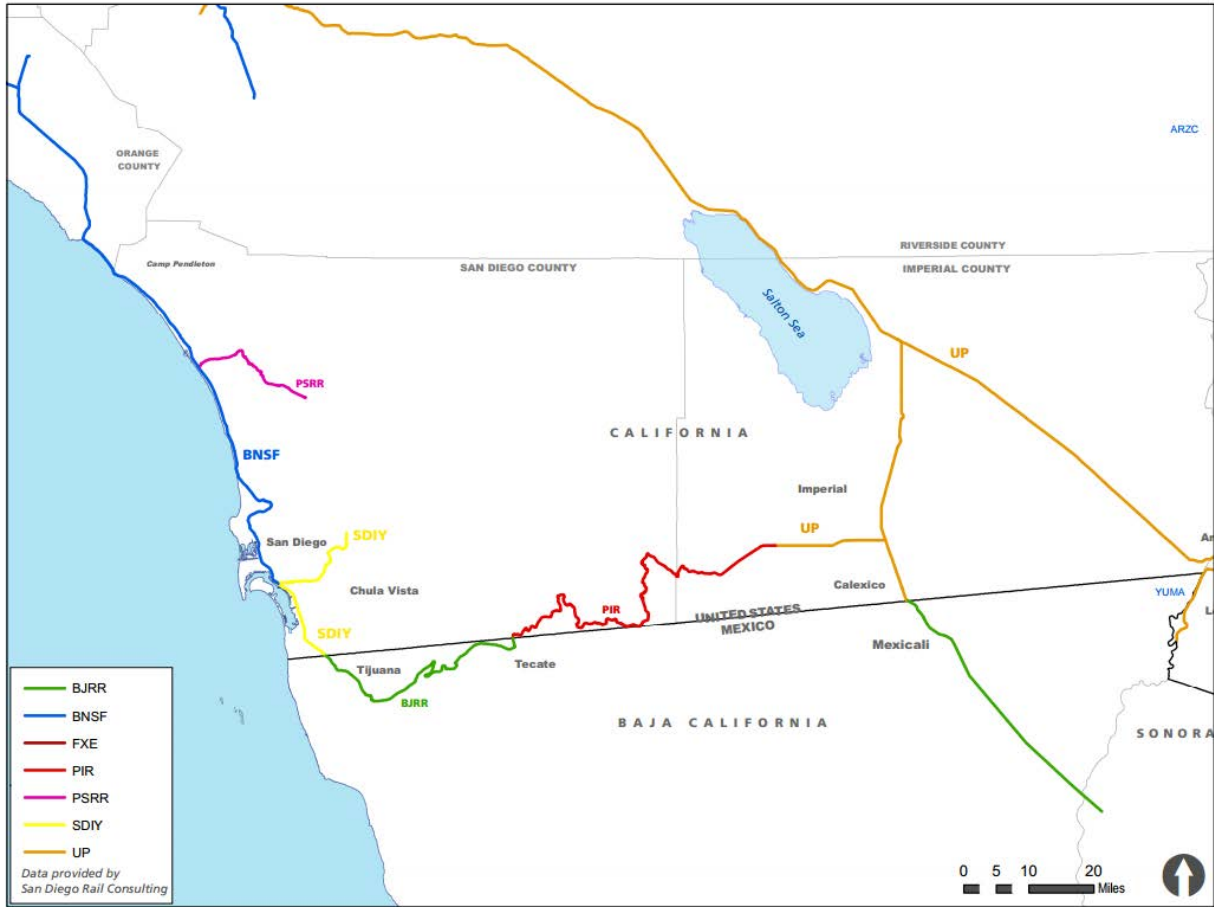 ARZC
ORANGE
COUNTY
RIVERSIDE COUNTY
Camp Pendleton
SAN DIEGO COUNTY
IMPERIAL COUNTY
Salton Sea
UP
PSRR
CALIFORNIA
BNSF
Imperial
UP
SDIY
San Diego
Chula Vista
Calexico
YUMA
PIR
UNITED STATES
MEXICO
SDIY
Mexicali
Tijuana
Tecate
BJRR
BAJA CALIFORNIA
SONORA
BJRR
BNSF
FXE
PIR
PSRR
SDIY
UP
Data provided by
San Diego Rail Consulting
0 5 10 20
Miles